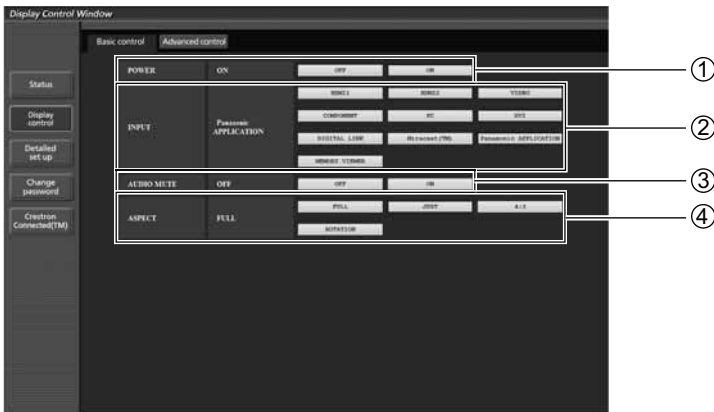 Display Control Window
Basic control Advanced control
Status
Display control
Detailed set up
Change password
Crestron Connected(TM)
POWER ON OFF ON
①
INPUT Panasonic APPLICATION
HDMI1 HDMI2 VIDEO
COMPONENT PC DVI
DIGITAL LINK Miracast(TM) Panasonic APPLICATION
MEMORY VIEWER
②
AUDIO MUTE OFF OFF ON
③
ASPECT FULL
FULL JUST 4:3
ROTATION
④